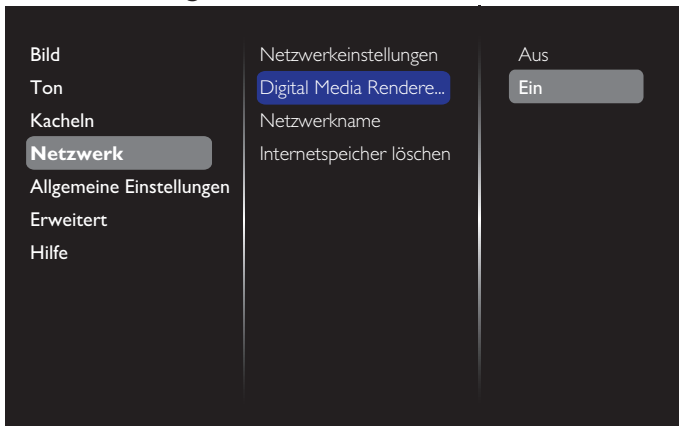 Bild
Ton
Kacheln
Netzwerk
Allgemeine Einstellungen
Erweitert
Hilfe
Netzwerkeinstellungen
Digital Media Rendere...
Netzwerkname
Internetspeicher löschen
Aus
Ein